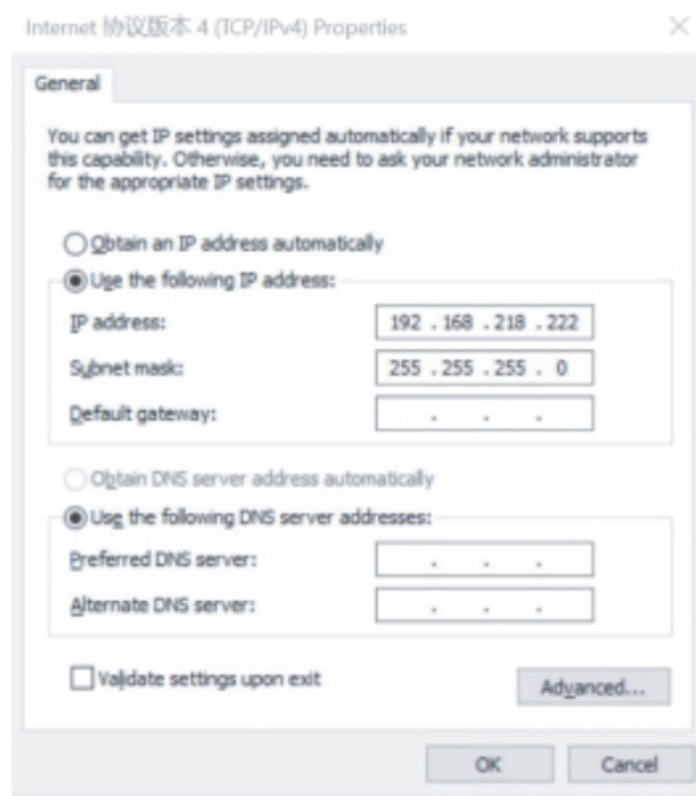 Internet 协议版本 4 (TCP/IPv4) Properties
General
You can get IP settings assigned automatically if your network supports
this capability. Otherwise, you need to ask your network administrator
for the appropriate IP settings.
Obtain an IP address automatically
Use the following IP address:
IP address: 192 . 168 . 218 . 222
Subnet mask: 255 . 255 . 255 . 0
Default gateway: . . .
Obtain DNS server address automatically
Use the following DNS server addresses:
Preferred DNS server: . . .
Alternate DNS server: . . .
Validate settings upon exit
Advanced...
OK Cancel